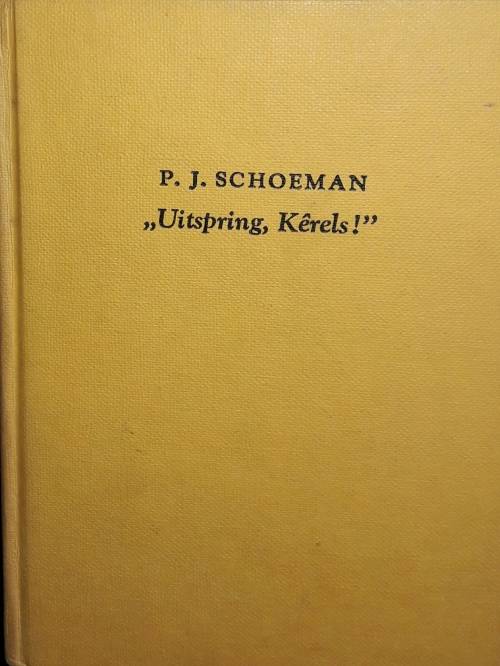 P. J. SCHOEMAN
„Uitspring, Kêrels!”